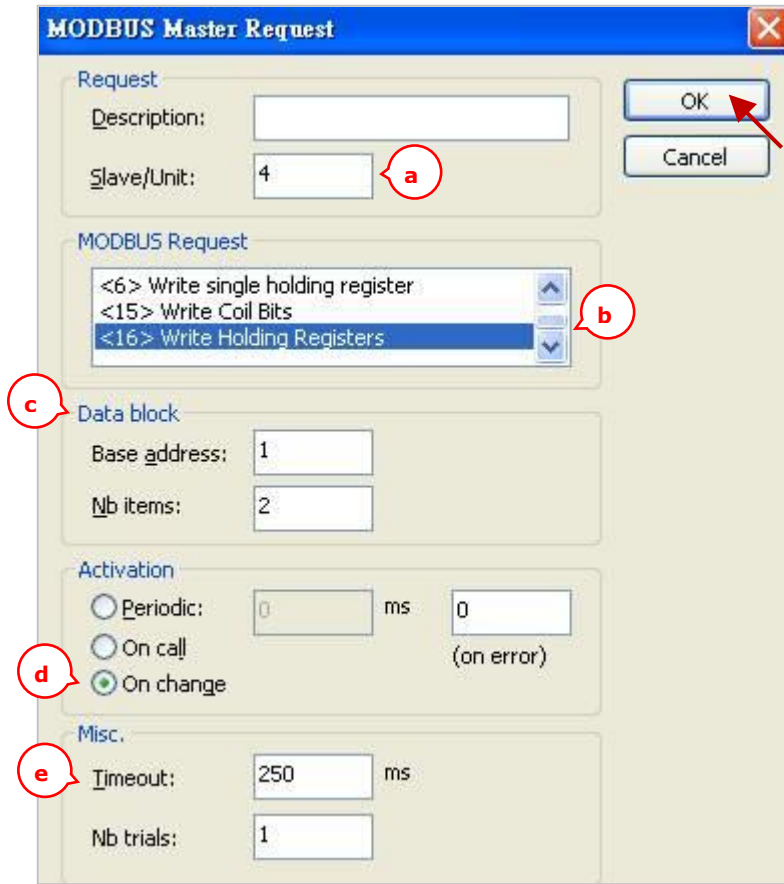 MODBUS Master Request
Request
Description:
Slave/Unit: 4
a
OK
Cancel
MODBUS Request
<6> Write single holding register
<15> Write Coil Bits
<16> Write Holding Registers
b
c
Data block
Base address: 1
Nb items: 2
Activation
Periodic: 0 ms 0
On call
(on error)
d
On change
Misc.
e
Timeout: 250 ms
Nb trials: 1